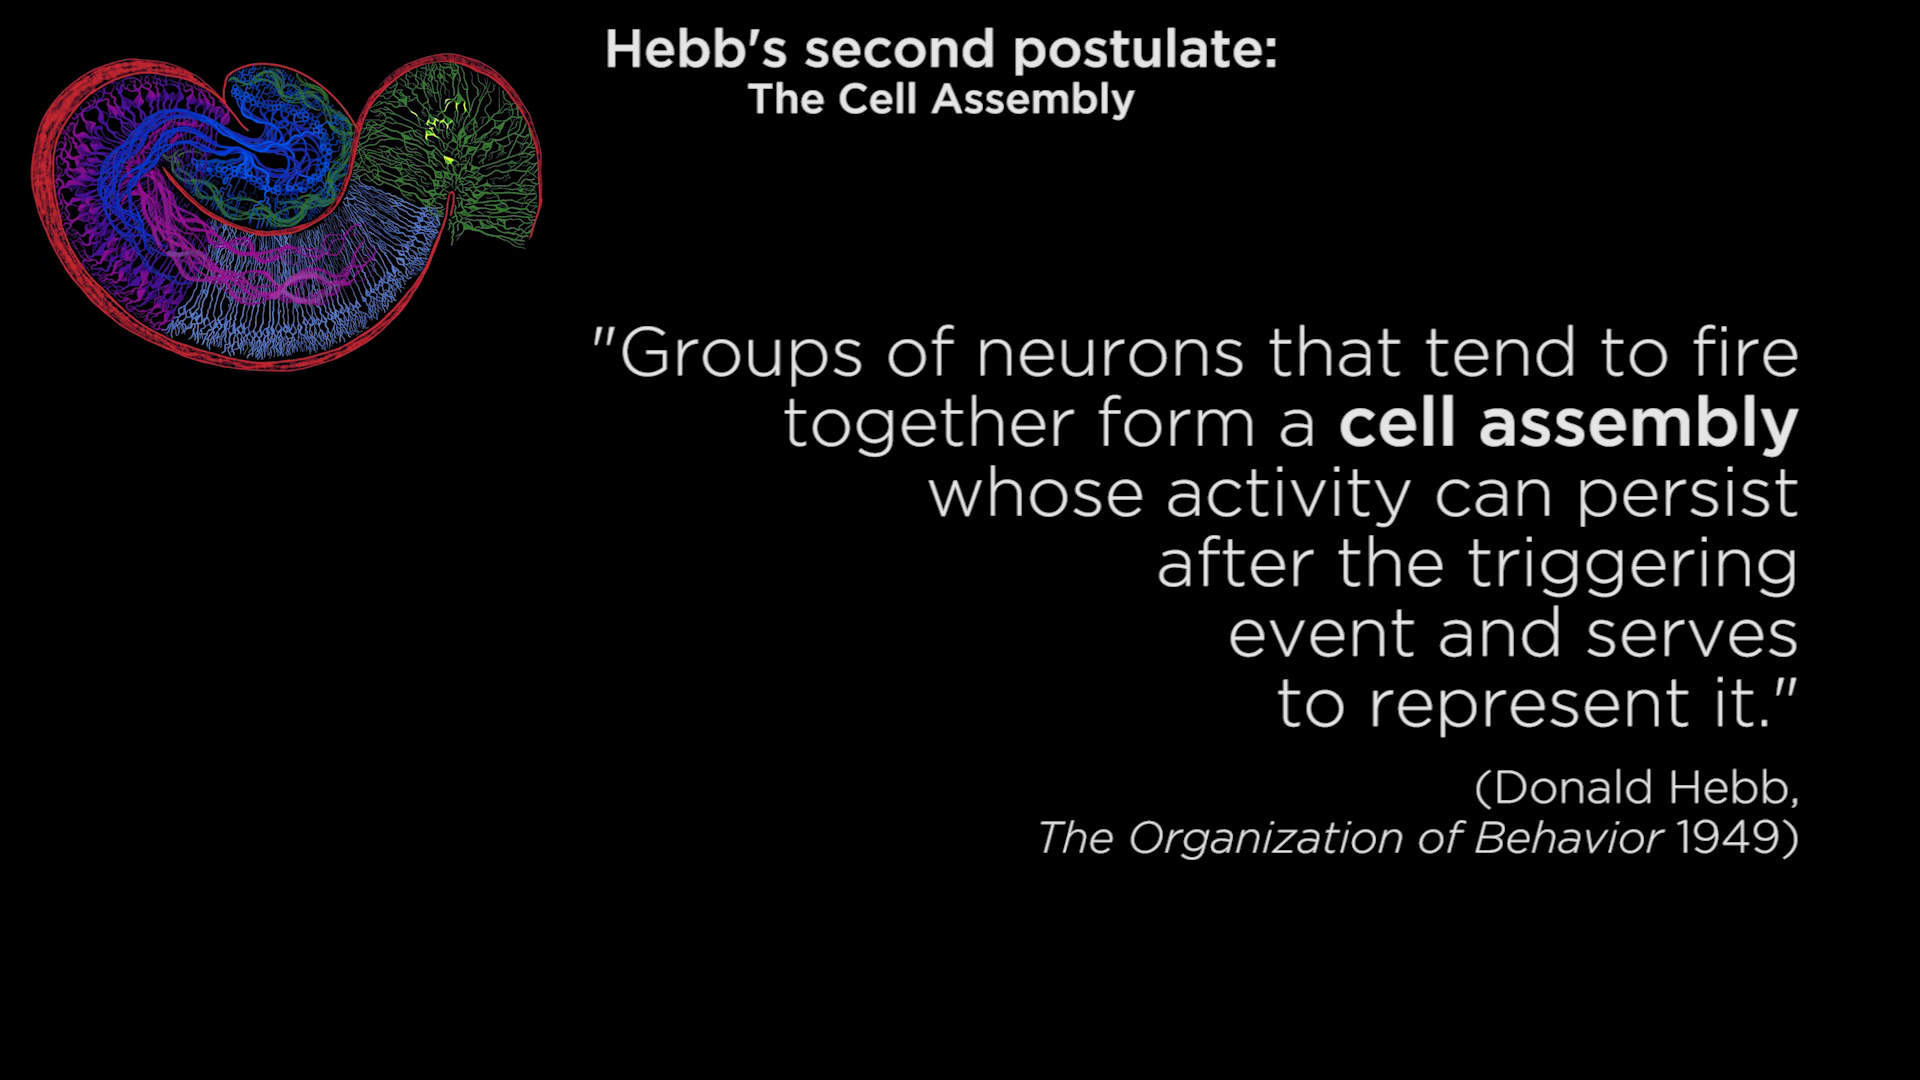 Hebb's second postulate:
The Cell Assembly
"Groups of neurons that tend to fire
together form a cell assembly
whose activity can persist
after the triggering
event and serves
to represent it."
(Donald Hebb,
The Organization of Behavior 1949)